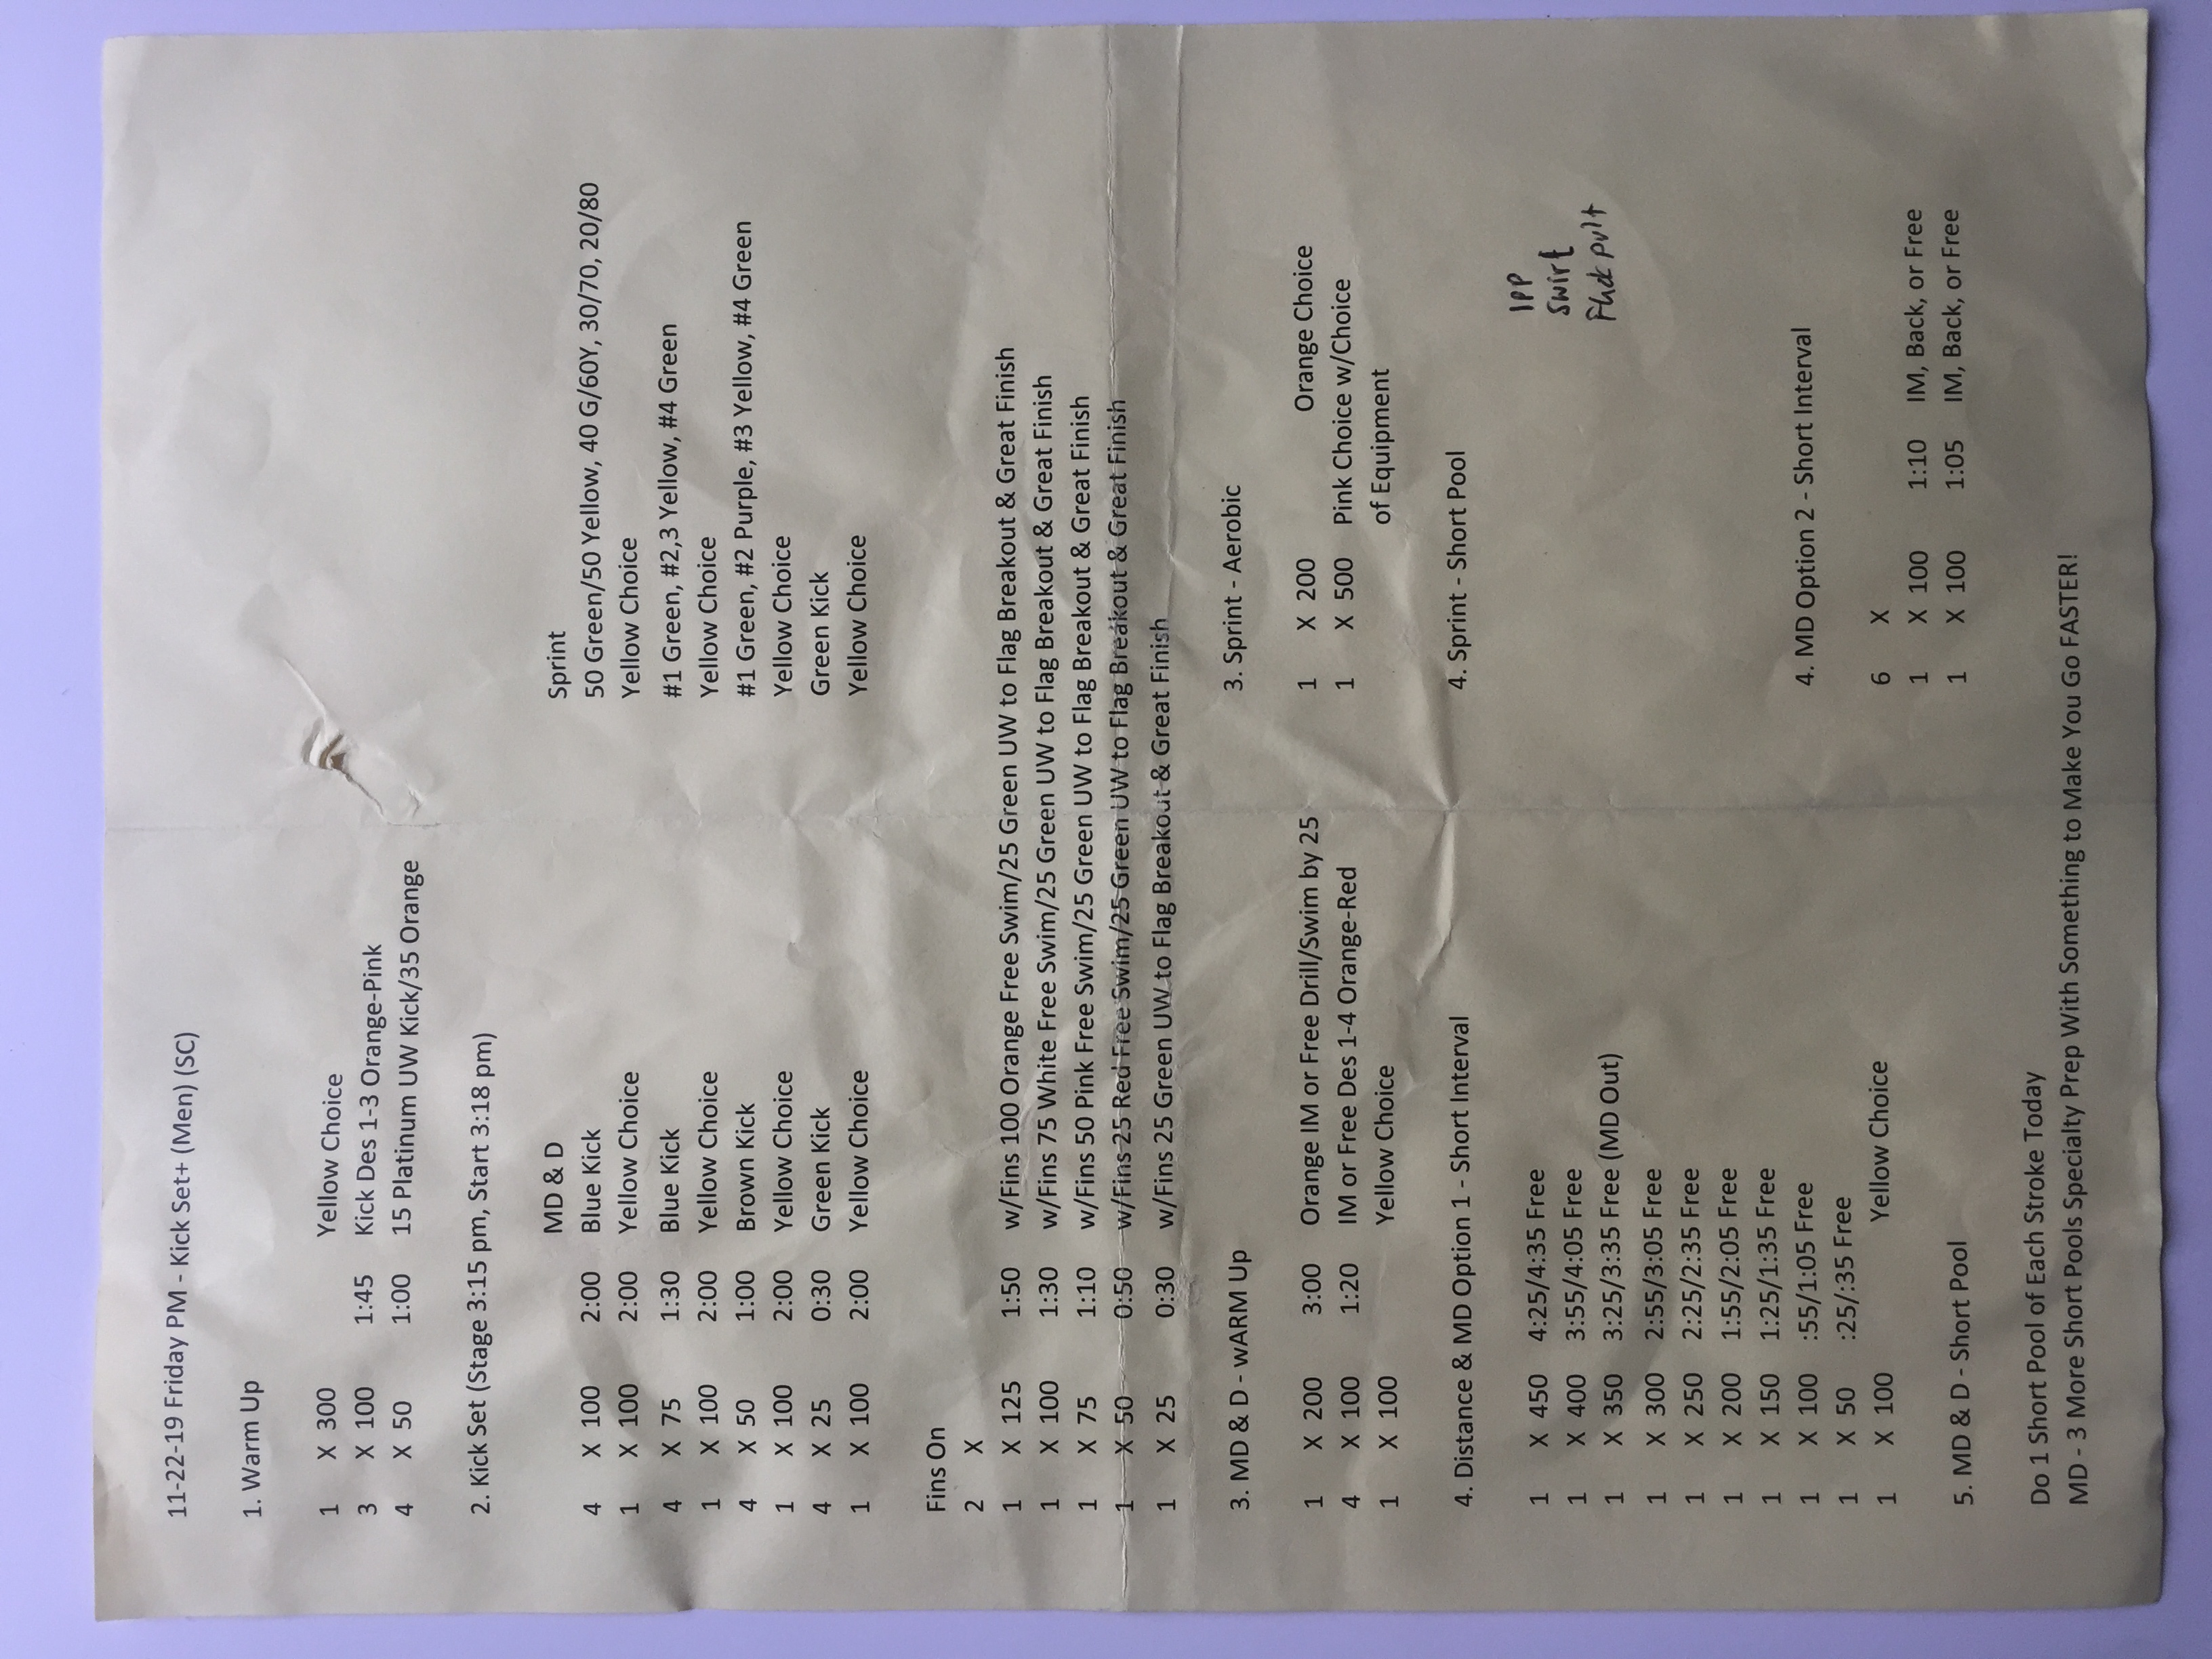 11-22-19 Friday PM - Kick Set+ (Men) (SC)
1. Warm Up
1 X 300 Yellow Choice
3 X 100 1:45 Kick Des 1-3 Orange-Pink
4 X 50 1:00 15 Platinum UW Kick/35 Orange
2. Kick Set (Stage 3:15 pm, Start 3:18 pm)
MD & D Sprint
4 X 100 2:00 Blue Kick 50 Green/50 Yellow, 40 G/60Y, 30/70, 20/80
1 X 100 2:00 Yellow Choice Yellow Choice
4 X 75 1:30 Blue Kick #1 Green, #2,3 Yellow, #4 Green
1 X 100 2:00 Yellow Choice Yellow Choice
4 X 50 1:00 Brown Kick #1 Green, #2 Purple, #3 Yellow, #4 Green
1 X 100 2:00 Yellow Choice Yellow Choice
4 X 25 0:30 Green Kick Green Kick
1 X 100 2:00 Yellow Choice Yellow Choice
Fins On
2 X
1 X 125 1:50 w/Fins 100 Orange Free Swim/25 Green UW to Flag Breakout & Great Finish
1 X 100 1:30 w/Fins 75 White Free Swim/25 Green UW to Flag Breakout & Great Finish
1 X 75 1:10 w/Fins 50 Pink Free Swim/25 Green UW to Flag Breakout & Great Finish
1 X 50 0:50 w/Fins 25 Red Free Swim/25 Green UW to Flag Breakout & Great Finish
1 X 25 0:30 w/Fins 25 Green UW to Flag Breakout & Great Finish
3. MD & D - wARM Up
1 X 200 3:00 Orange IM or Free Drill/Swim by 25
4 X 100 1:20 IM or Free Des 1-4 Orange-Red
1 X 100 Yellow Choice
3. Sprint - Aerobic
1 X 200 Orange Choice
1 X 500 Pink Choice w/Choice
of Equipment
4. Distance & MD Option 1 - Short Interval
1 X 450 4:25/4:35 Free
1 X 400 3:55/4:05 Free
1 X 350 3:25/3:35 Free (MD Out)
1 X 300 2:55/3:05 Free
1 X 250 2:25/2:35 Free
1 X 200 1:55/2:05 Free
1 X 150 1:25/1:35 Free
1 X 100 :55/1:05 Free
1 X 50 :25/:35 Free
1 X 100 Yellow Choice
4. Sprint - Short Pool
4. MD Option 2 - Short Interval
6 X
1 X 100 1:10 IM, Back, or Free
1 X 100 1:05 IM, Back, or Free
5. MD & D - Short Pool
Do 1 Short Pool of Each Stroke Today
MD - 3 More Short Pools Specialty Prep With Something to Make You Go FASTER!